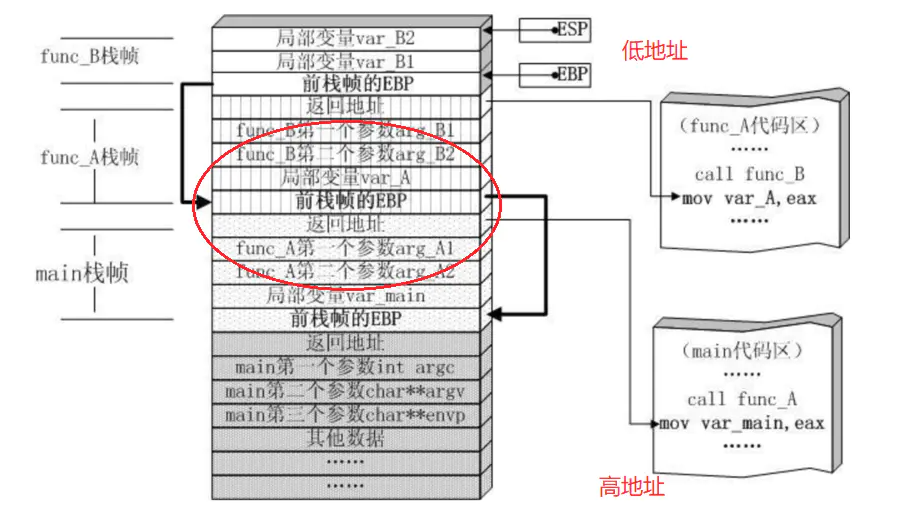 局部变量var_B2
局部变量var_B1
前栈帧的EBP
返回地址
func_B第一个参数arg_B1
func_B第二个参数arg_B2
局部变量var_A
前栈帧的EBP
返回地址
func_A第一个参数arg_A1
func_A第二个参数arg_A2
局部变量var_main
前栈帧的EBP
返回地址
main第一个参数int argc
main第二个参数char**argv
main第三个参数char**envp
其他数据
……
……
func_B栈帧
func_A栈帧
main栈帧
ESP
EBP
低地址
(func_A代码区)
……
call func_B
mov var_A,eax
……
(main代码区)
……
call func_A
mov var_main,eax
……
高地址